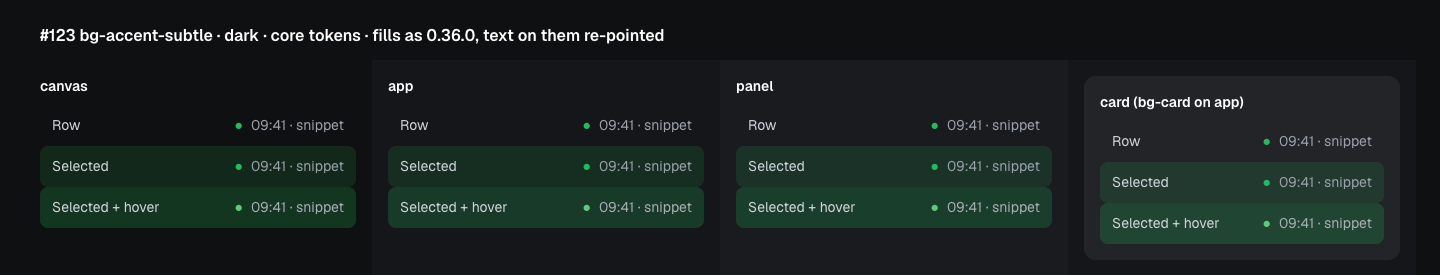 #123 bg-accent-subtle · dark · core tokens · fills as 0.36.0, text on them re-pointed
canvas
Row 09:41 · snippet
Selected 09:41 · snippet
Selected + hover 09:41 · snippet
app
Row 09:41 · snippet
Selected 09:41 · snippet
Selected + hover 09:41 · snippet
panel
Row 09:41 · snippet
Selected 09:41 · snippet
Selected + hover 09:41 · snippet
card (bg-card on app)
Row 09:41 · snippet
Selected 09:41 · snippet
Selected + hover 09:41 · snippet